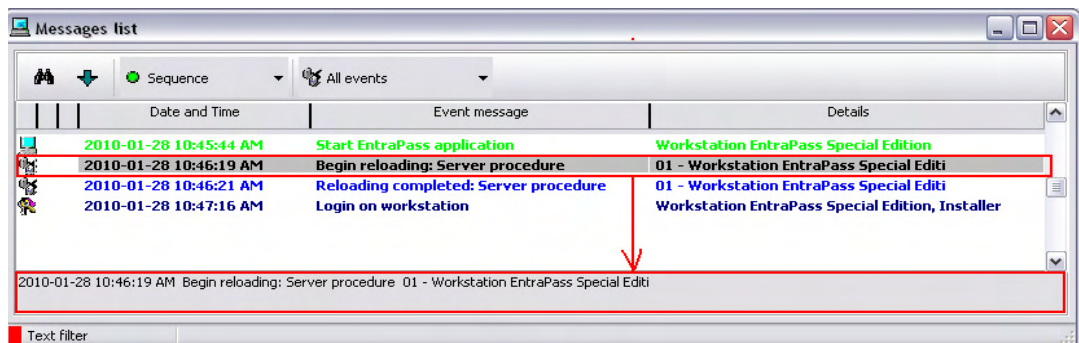 Messages list
Sequence All events
Date and Time Event message Details
2010-01-28 10:45:44 AM Start EntraPass application Workstation EntraPass Special Edition
2010-01-28 10:46:19 AM Begin reloading: Server procedure 01 - Workstation EntraPass Special Editi
2010-01-28 10:46:21 AM Reloading completed: Server procedure 01 - Workstation EntraPass Special Editi
2010-01-28 10:47:16 AM Login on workstation Workstation EntraPass Special Edition, Installer
2010-01-28 10:46:19 AM Begin reloading: Server procedure 01 - Workstation EntraPass Special Editi
Text filter